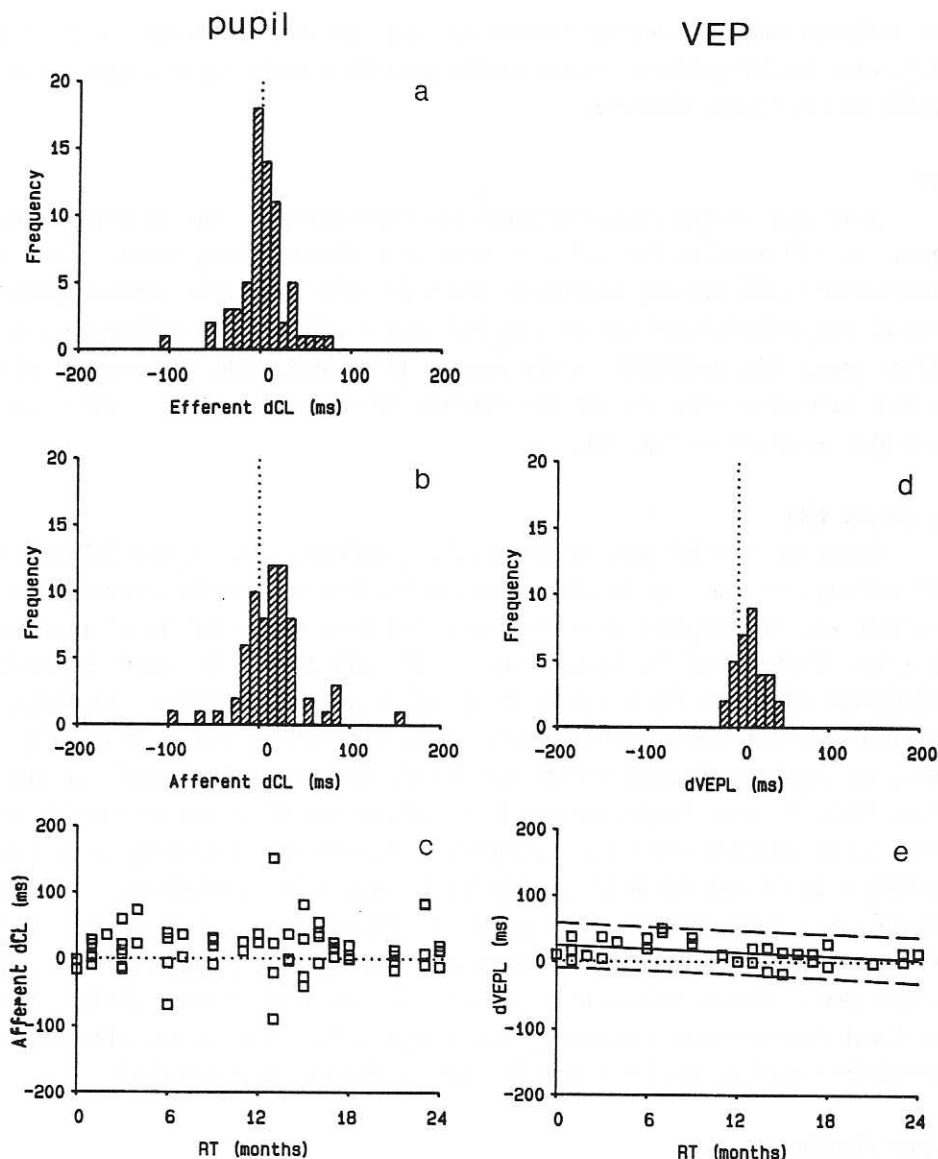 pupil
VEP
a
20
15
10
5
0
Frequency
-200 -100 0 100 200
Efferent dCL (ms)
b
20
15
10
5
0
Frequency
-200 -100 0 100 200
Afferent dCL (ms)
d
20
15
10
5
0
Frequency
-200 -100 0 100 200
dVEPL (ms)
c
200
100
0
-100
-200
Afferent dCL (ms)
0 6 12 18 24
RT (months)
e
200
100
0
-100
-200
dVEPL (ms)
0 6 12 18 24
RT (months)